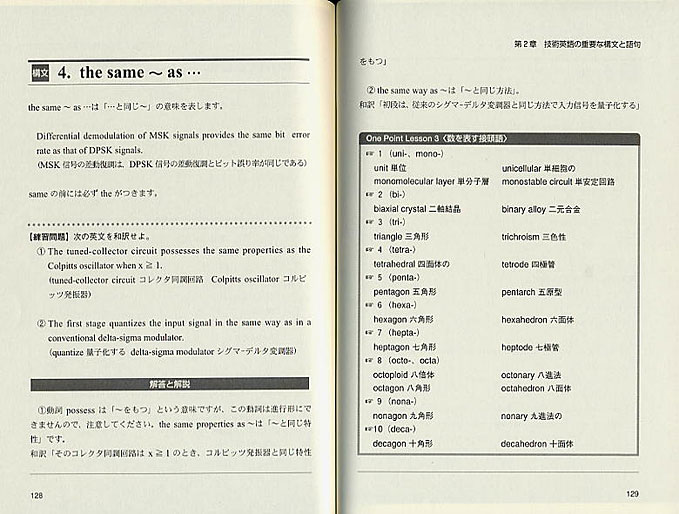 構文 4. the same ～ as …
the same ～ as …は「…と同じ～」の意味を表します。
Differential demodulation of MSK signals provides the same bit error
rate as that of DPSK signals.
(MSK 信号の差動復調は、DPSK 信号の差動復調とビット誤り率が同じである)
same の前には必ず the がつきます。
【練習問題】次の英文を和訳せよ。
① The tuned-collector circuit possesses the same properties as the
Colpitts oscillator when x ≧ 1.
(tuned-collector circuit コレクタ同調回路 Colpitts oscillator コルピ
ッツ発振器)
② The first stage quantizes the input signal in the same way as in a
conventional delta-sigma modulator.
(quantize 量子化する delta-sigma modulator シグマ-デルタ変調器)
解答と解説
①動詞 possess は「～をもつ」という意味ですが、この動詞は進行形にで
きませんので、注意してください。the same properties as ～は「～と同じ特
性」です。
和訳「そのコレクタ同調回路は x ≧ 1 のとき、コルピッツ発振器と同じ特性
128
第2章 技術英語の重要な構文と語句
をもつ」
② the same way as ～は「～と同じ方法」。
和訳「初段は、従来のシグマ-デルタ変調器と同じ方法で入力信号を量子化する」
One Point Lesson 3〈数を表す接頭語〉
☞ 1 (uni-、mono-)
unit 単位 unicellular 単細胞の
monomolecular layer 単分子層 monostable circuit 単安定回路
☞ 2 (bi-)
biaxial crystal 二軸結晶 binary alloy 二元合金
☞ 3 (tri-)
triangle 三角形 trichroism 三色性
☞ 4 (tetra-)
tetrahedral 四面体の tetrode 四極管
☞ 5 (penta-)
pentagon 五角形 pentarch 五原型
☞ 6 (hexa-)
hexagon 六角形 hexahedron 六面体
☞ 7 (hepta-)
heptagon 七角形 heptode 七極管
☞ 8 (octo-、octa)
octoploid 八倍体 octonary 八進法
octagon 八角形 octahedron 八面体
☞ 9 (nona-)
nonagon 九角形 nonary 九進法の
☞ 10 (deca-)
decagon 十角形 decahedron 十面体
129